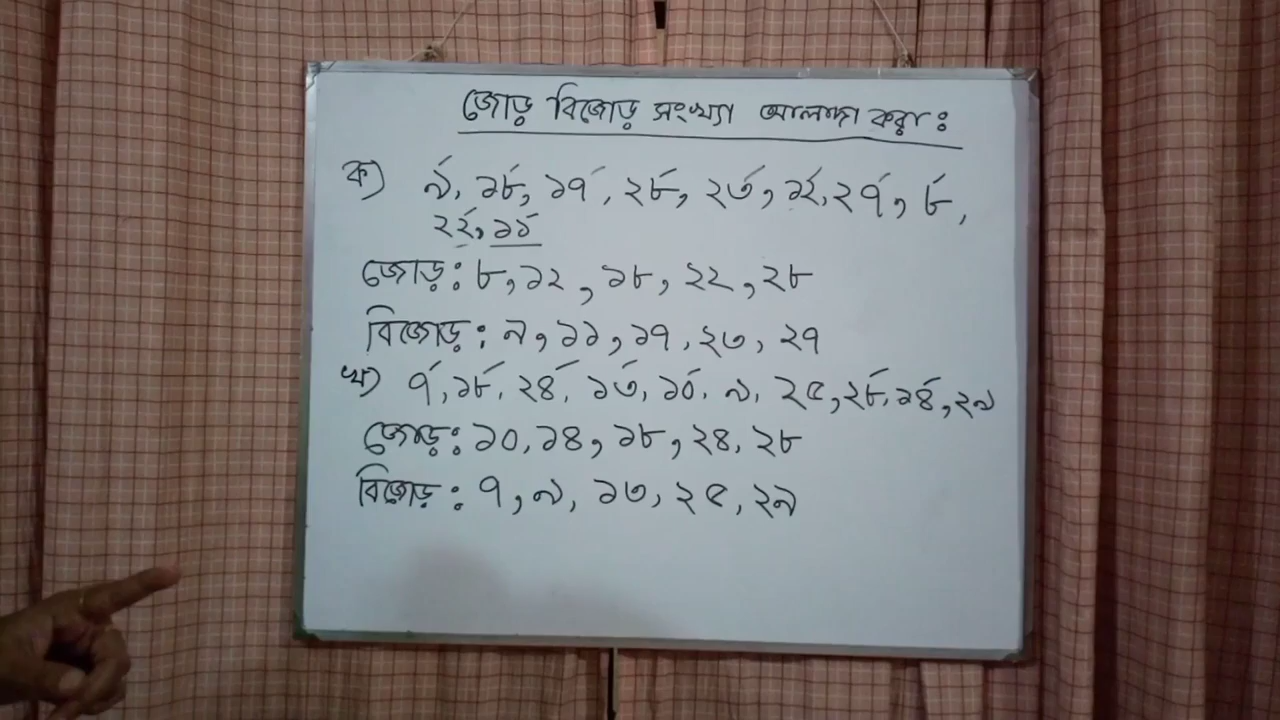 জোড় বিজোড় সংখ্যা আলাদা করা:
ক) ৯, ১৮, ১৭, ২৮, ২৩, ১২, ২৭, ৮,
২২, ১১
জোড়: ৮, ১২, ১৮, ২২, ২৮
বিজোড়: ৯, ১১, ১৭, ২৩, ২৭
খ) ৭, ১৮, ২৪, ১৩, ১০, ৯, ২৫, ২৮, ১৪, ২৯
জোড়: ১০, ১৪, ১৮, ২৪, ২৮
বিজোড়: ৭, ৯, ১৩, ২৫, ২৯